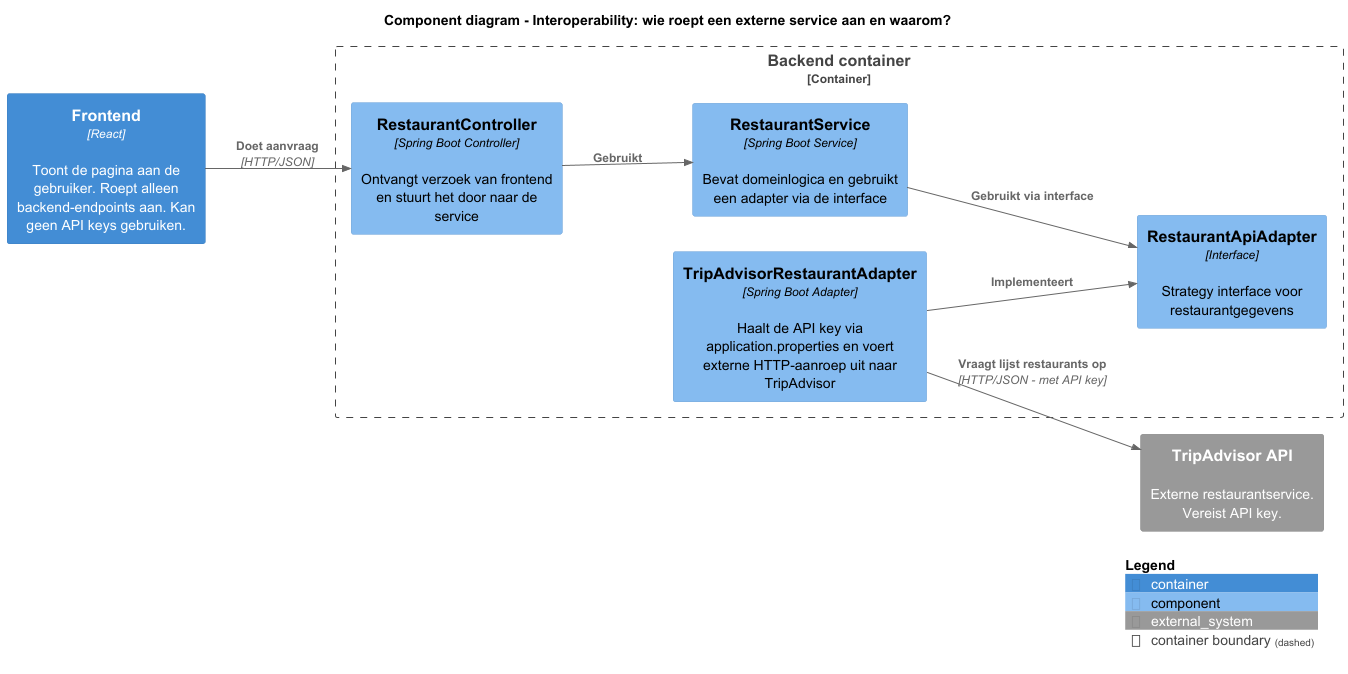 Component diagram - Interoperability: wie roept een externe service aan en waarom?
Backend container
[Container]
Frontend
[React]
Toont de pagina aan de
gebruiker. Roept alleen
backend-endpoints aan. Kan
geen API keys gebruiken.
Doet aanvraag
[HTTP/JSON]
RestaurantController
[Spring Boot Controller]
Ontvangt verzoek van frontend
en stuurt het door naar de
service
Gebruikt
RestaurantService
[Spring Boot Service]
Bevat domeinlogica en gebruikt
een adapter via de interface
Gebruikt via interface
RestaurantApiAdapter
[Interface]
Strategy interface voor
restaurantgegevens
TripAdvisorRestaurantAdapter
[Spring Boot Adapter]
Haalt de API key via
application.properties en voert
externe HTTP-aanroep uit naar
TripAdvisor
Implementeert
Vraagt lijst restaurants op
[HTTP/JSON - met API key]
TripAdvisor API
Externe restaurantservice.
Vereist API key.
Legend
container
component
external_system
container boundary (dashed)